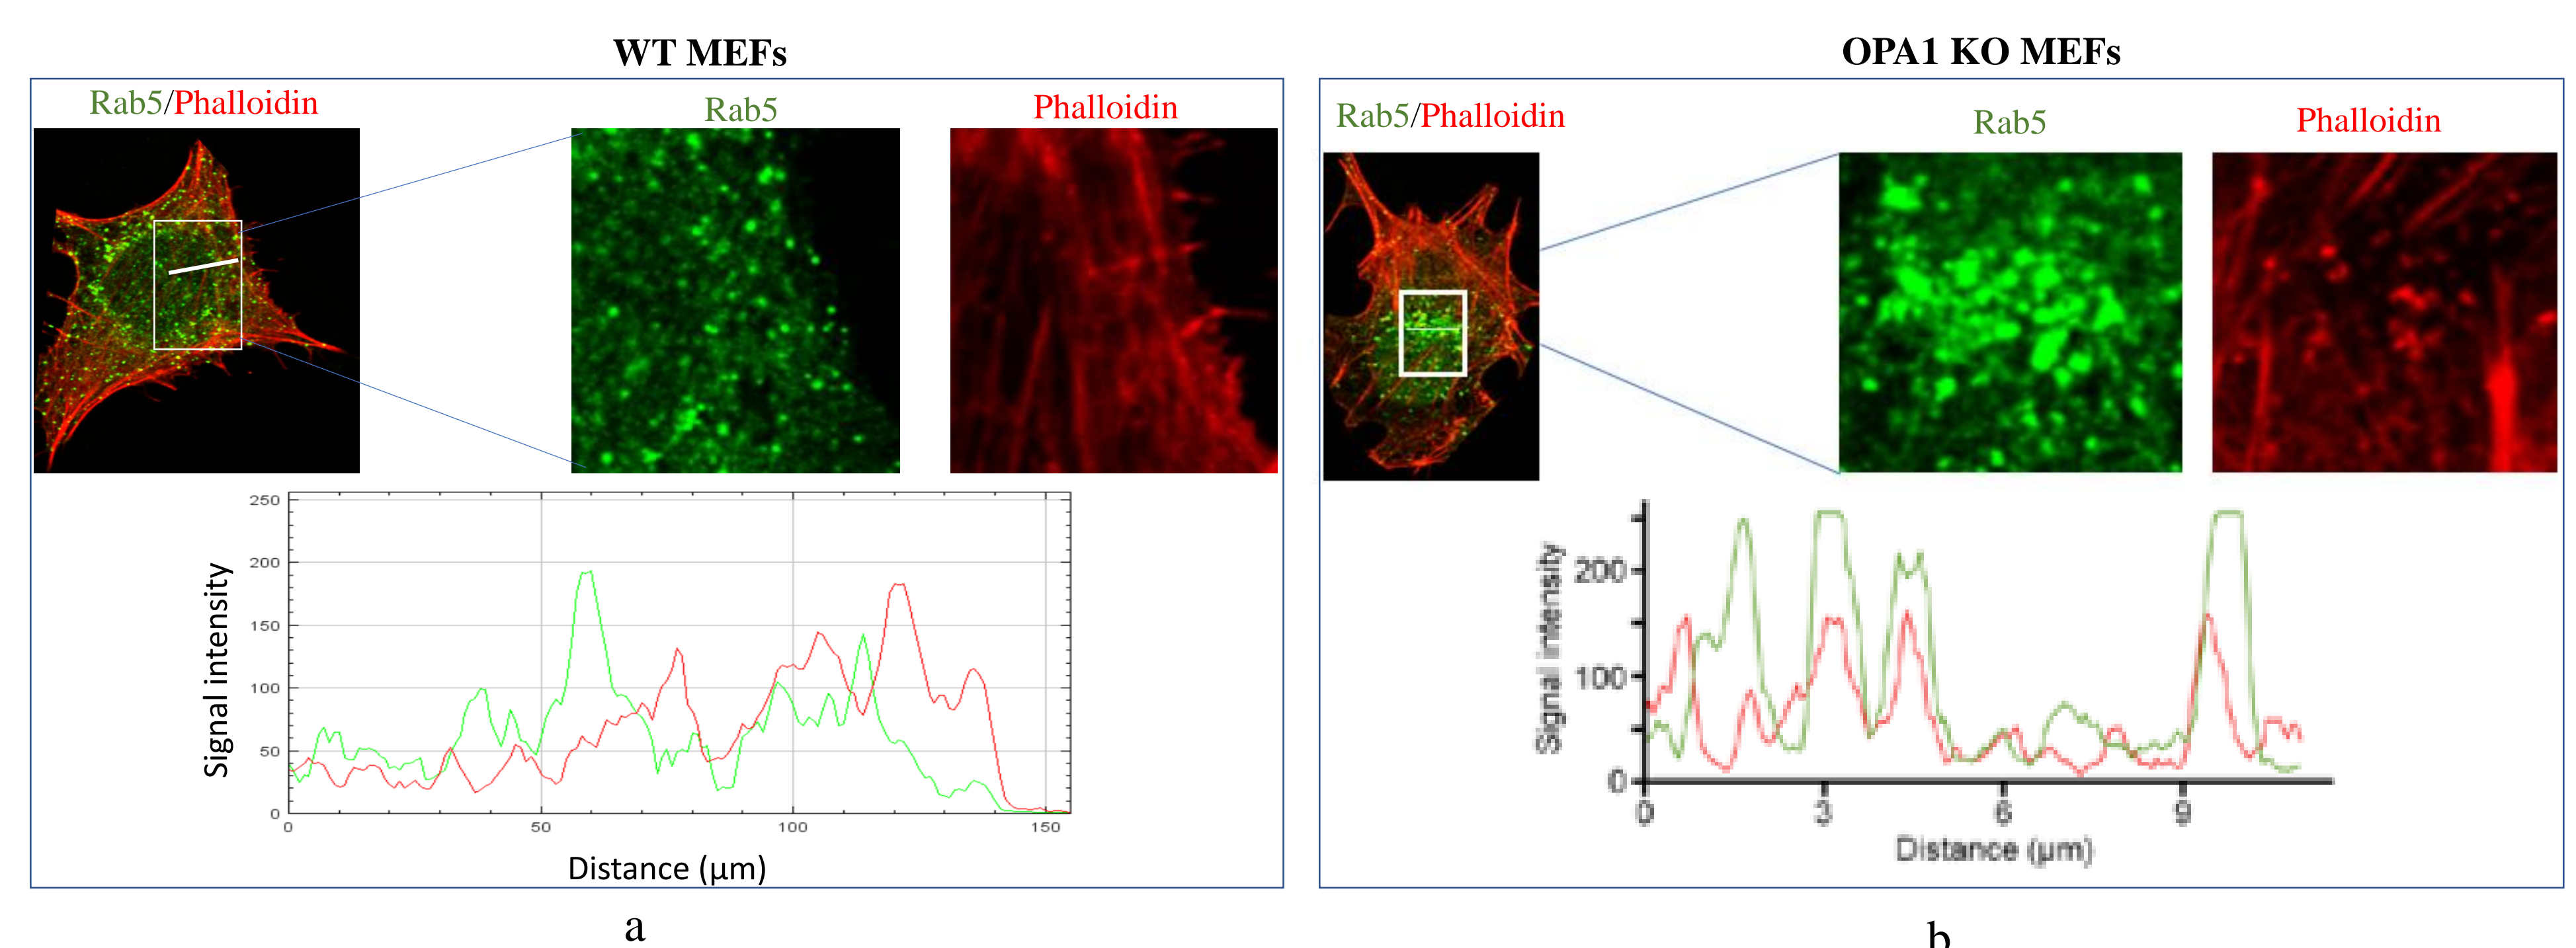 WT MEFs
Rab5/Phalloidin
Rab5
Phalloidin
250
200
150
100
50
0
Signal intensity
0
50
100
150
Distance (μm)
a
OPA1 KO MEFs
Rab5/Phalloidin
Rab5
Phalloidin
200
100
0
Signal intensity
0
3
6
9
Distance (μm)
b